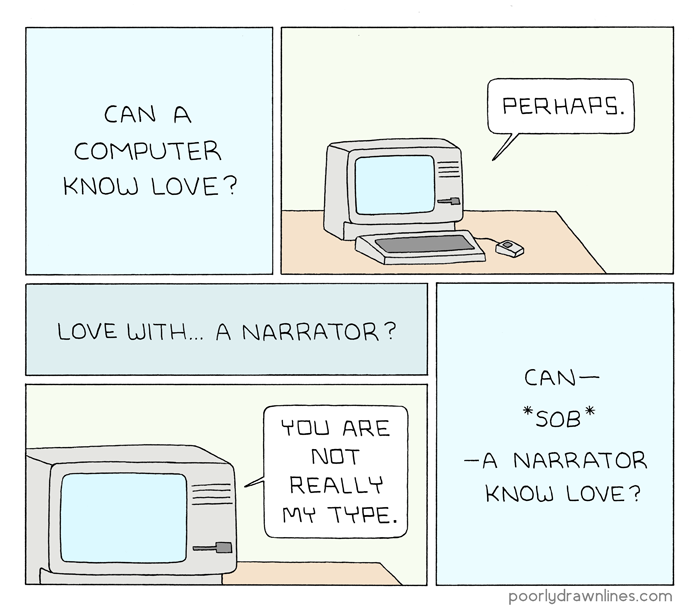 CAN A
COMPUTER
KNOW LOVE?
PERHAPS.
LOVE WITH... A NARRATOR?
YOU ARE
NOT
REALLY
MY TYPE.
CAN—
*SOB*
—A NARRATOR
KNOW LOVE?
poorlydrawnlines.com